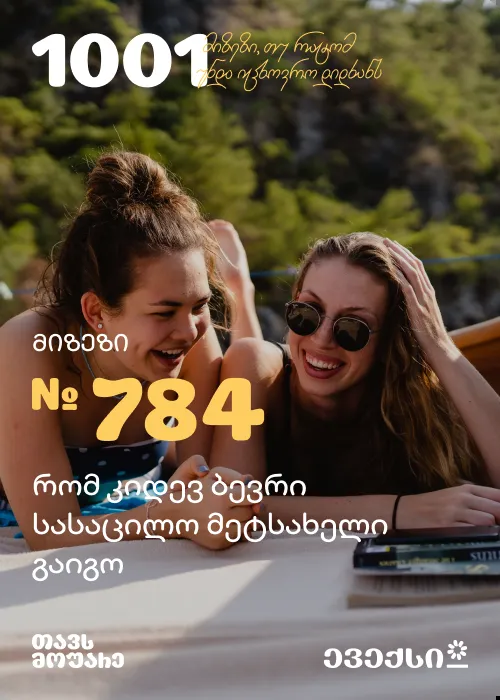 1001 მიზეზი, თუ რატომ
უნდა იცხოვრო დიდხანს
მიზეზი
№ 784
რომ კიდევ ბევრი
სასაცილო მეტსახელი
გაიგო
თავს
მოუარე
ევექსი